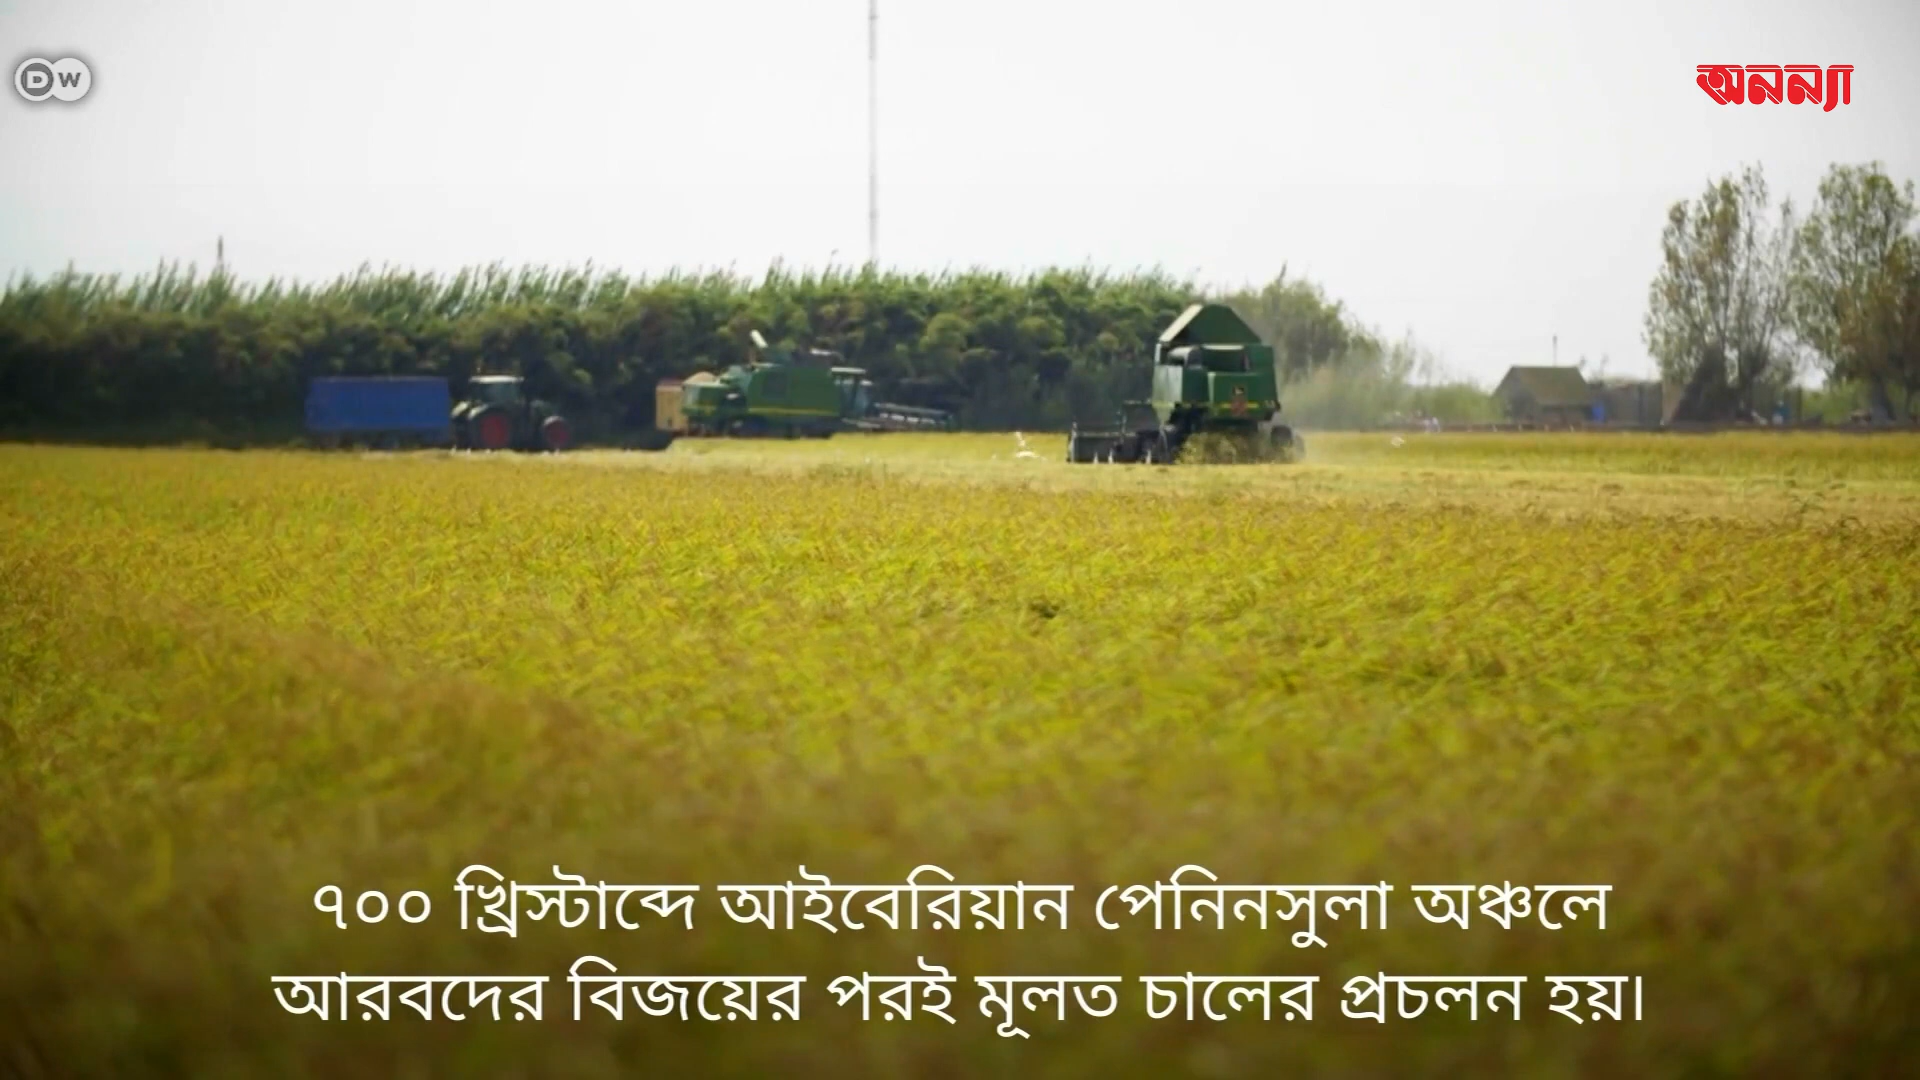 DW
অনন্যা
৭০০ খ্রিস্টাব্দে আইবেরিয়ান পেনিনসুলা অঞ্চলে
আরবদের বিজয়ের পরই মূলত চালের প্রচলন হয়।